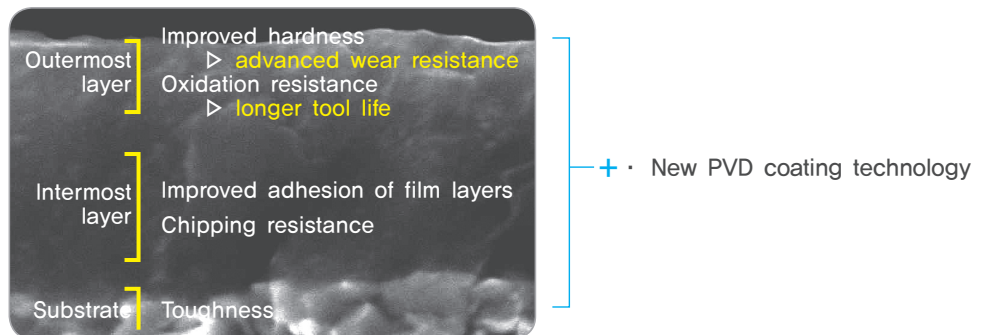 Outermost
layer
Improved hardness
▷ advanced wear resistance
Oxidation resistance
▷ longer tool life
Intermost
layer
Improved adhesion of film layers
Chipping resistance
Substrate
Toughness
+ · New PVD coating technology